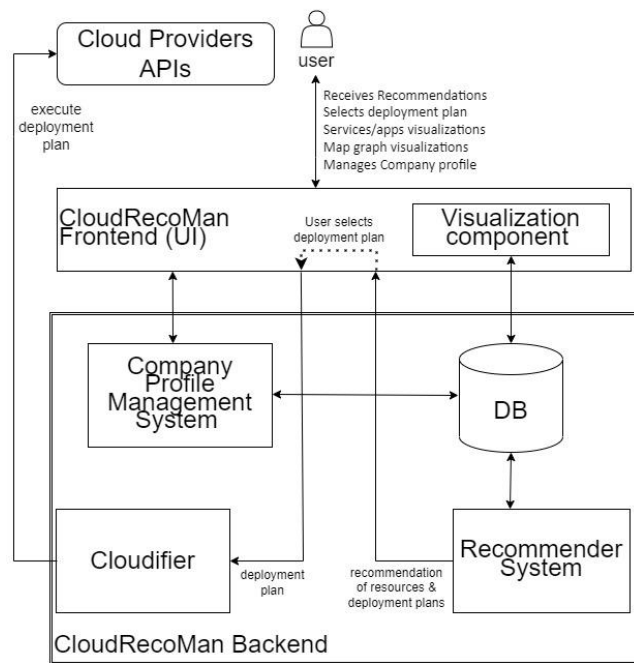 Cloud Providers
APIs
user
execute
deployment
plan
Receives Recommendations
Selects deployment plan
Services/apps visualizations
Map graph visualizations
Manages Company profile
CloudRecoMan
Frontend (UI)
User selects
deployment plan
Visualization
component
Company
Profile
Management
System
DB
Cloudifier
deployment
plan
recommendation
of resources &
deployment plans
Recommender
System
CloudRecoMan Backend